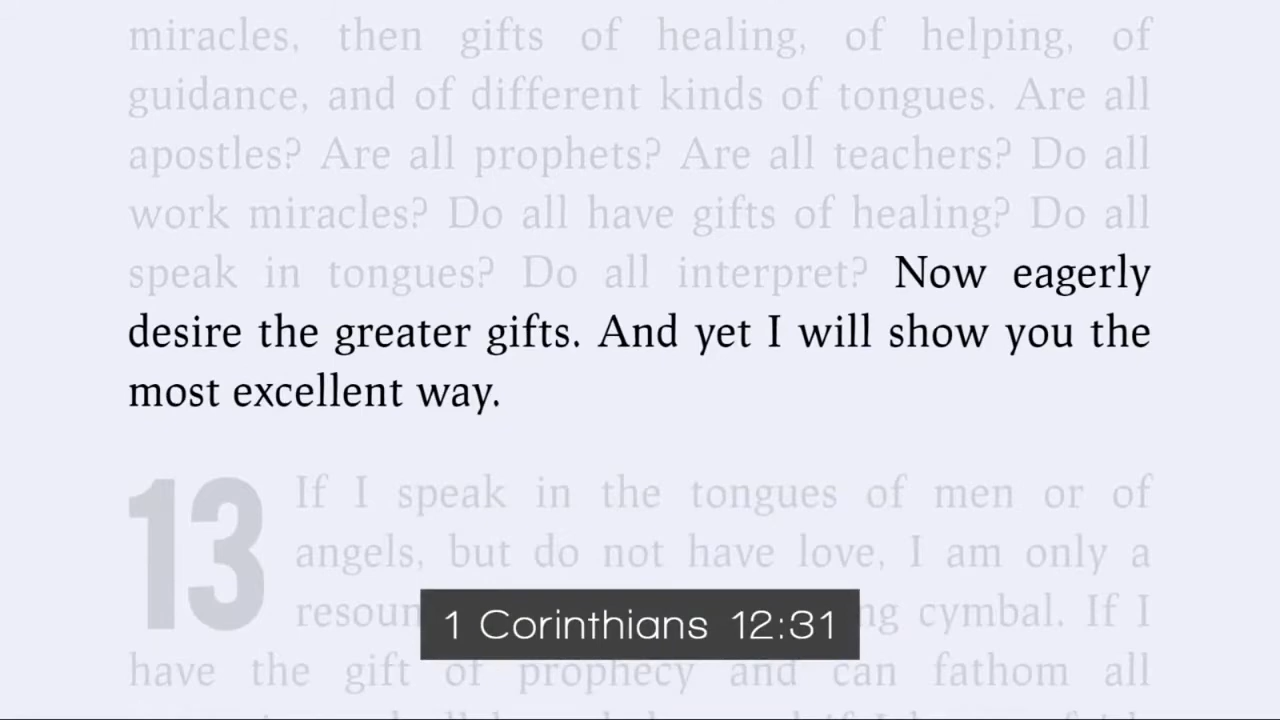 miracles, then gifts of healing, of helping, of
guidance, and of different kinds of tongues. Are all
apostles? Are all prophets? Are all teachers? Do all
work miracles? Do all have gifts of healing? Do all
speak in tongues? Do all interpret? Now eagerly
desire the greater gifts. And yet I will show you the
most excellent way.
13 If I speak in the tongues of men or of
angels, but do not have love, I am only a
cymbal. If I
1 Corinthians 12:31
have the gift of prophecy and can fathom all